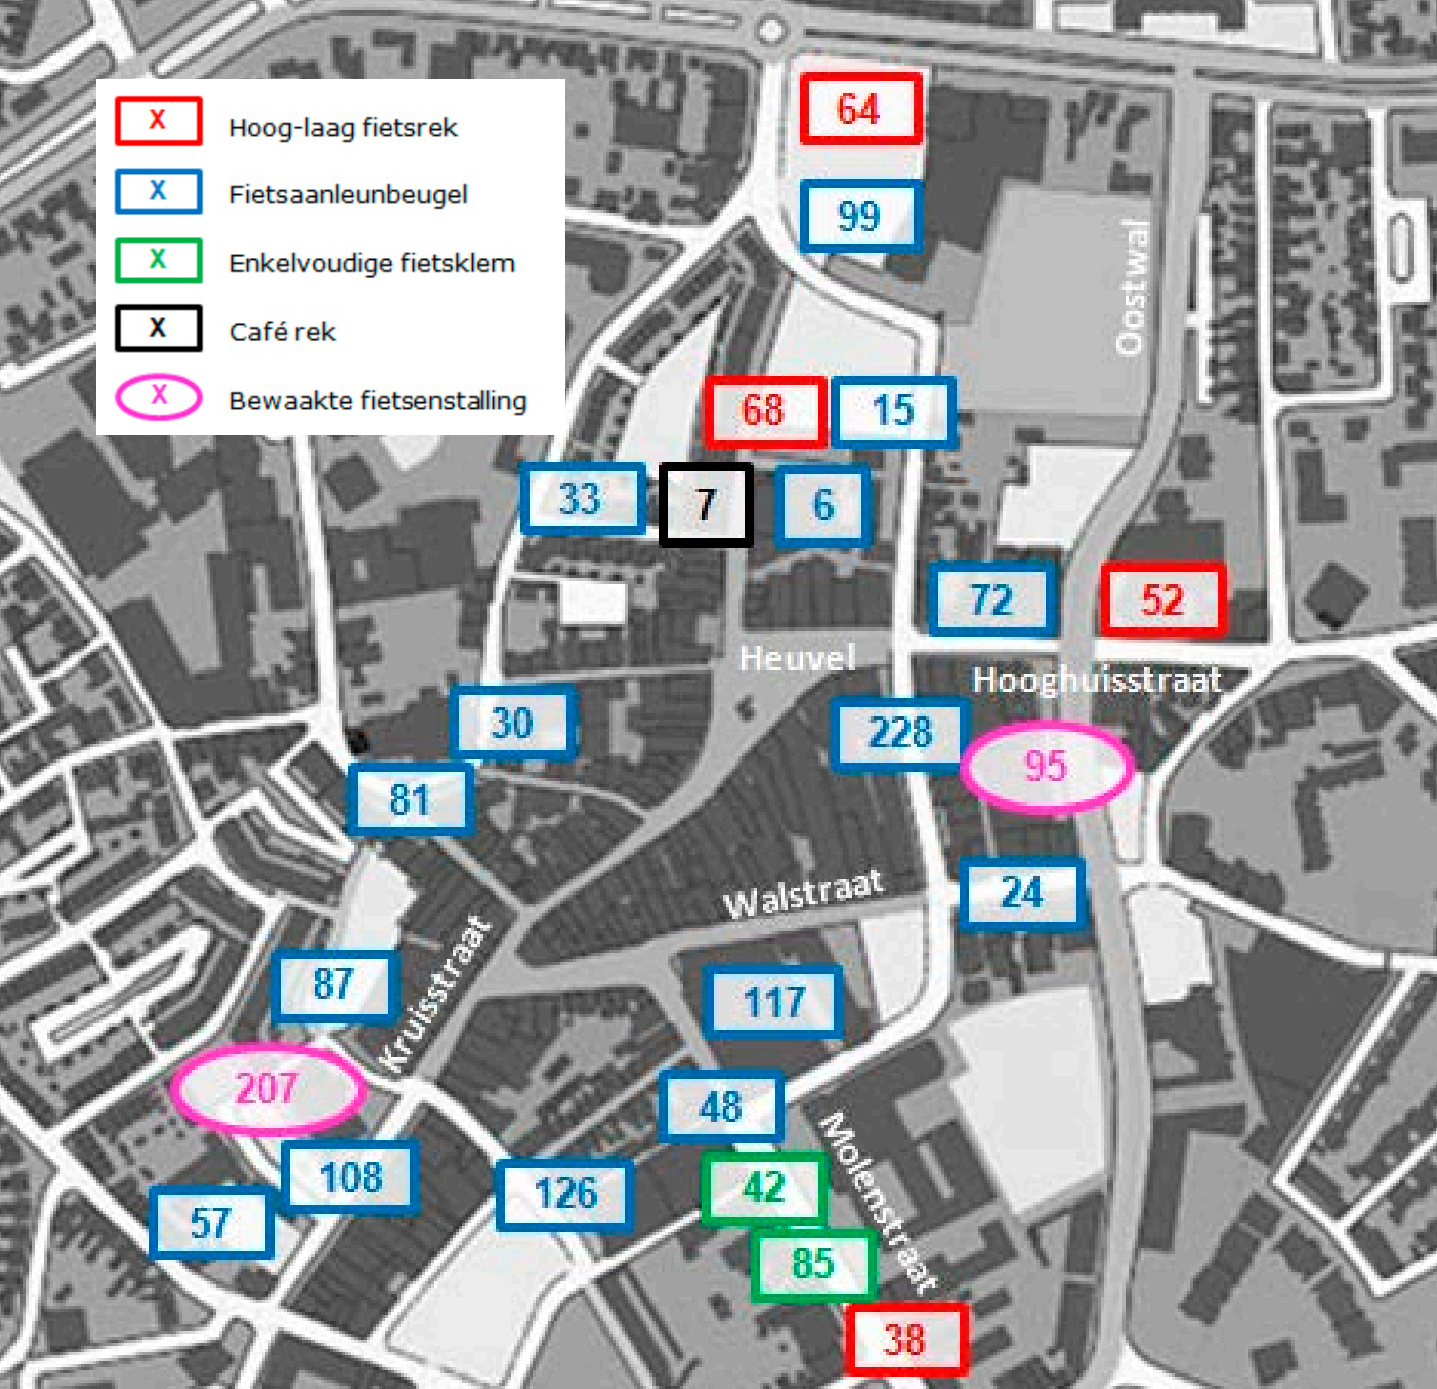 X Hoog-laag fietsrek
X Fietsaanleunbeugel
X Enkelvoudige fietsklem
X Café rek
X Bewaakte fietsenstalling
64
99
Oostwal
68 15
33 7 6
72 52
Heuvel
Hooghuisstraat
30 228
95
81
Walstraat 24
Kruisstraat
87 117
207 48
Molenstraat
108 126 42
57
85
38